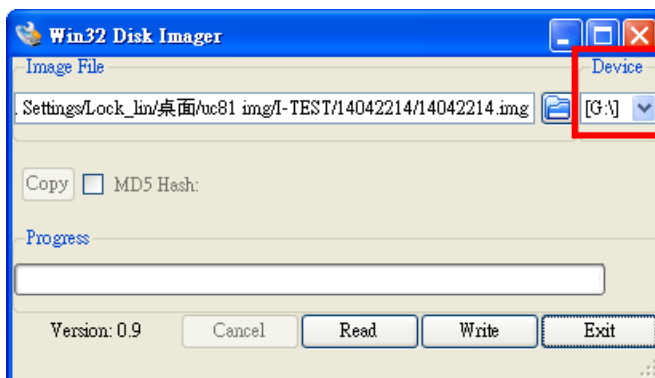 Win32 Disk Imager
Image File
Device
. Settings/Lock_lin/桌面/uc81 img/I-TEST/14042214/14042214.img
[G:\]
Copy
MD5 Hash:
Progress
Version: 0.9
Cancel
Read
Write
Exit